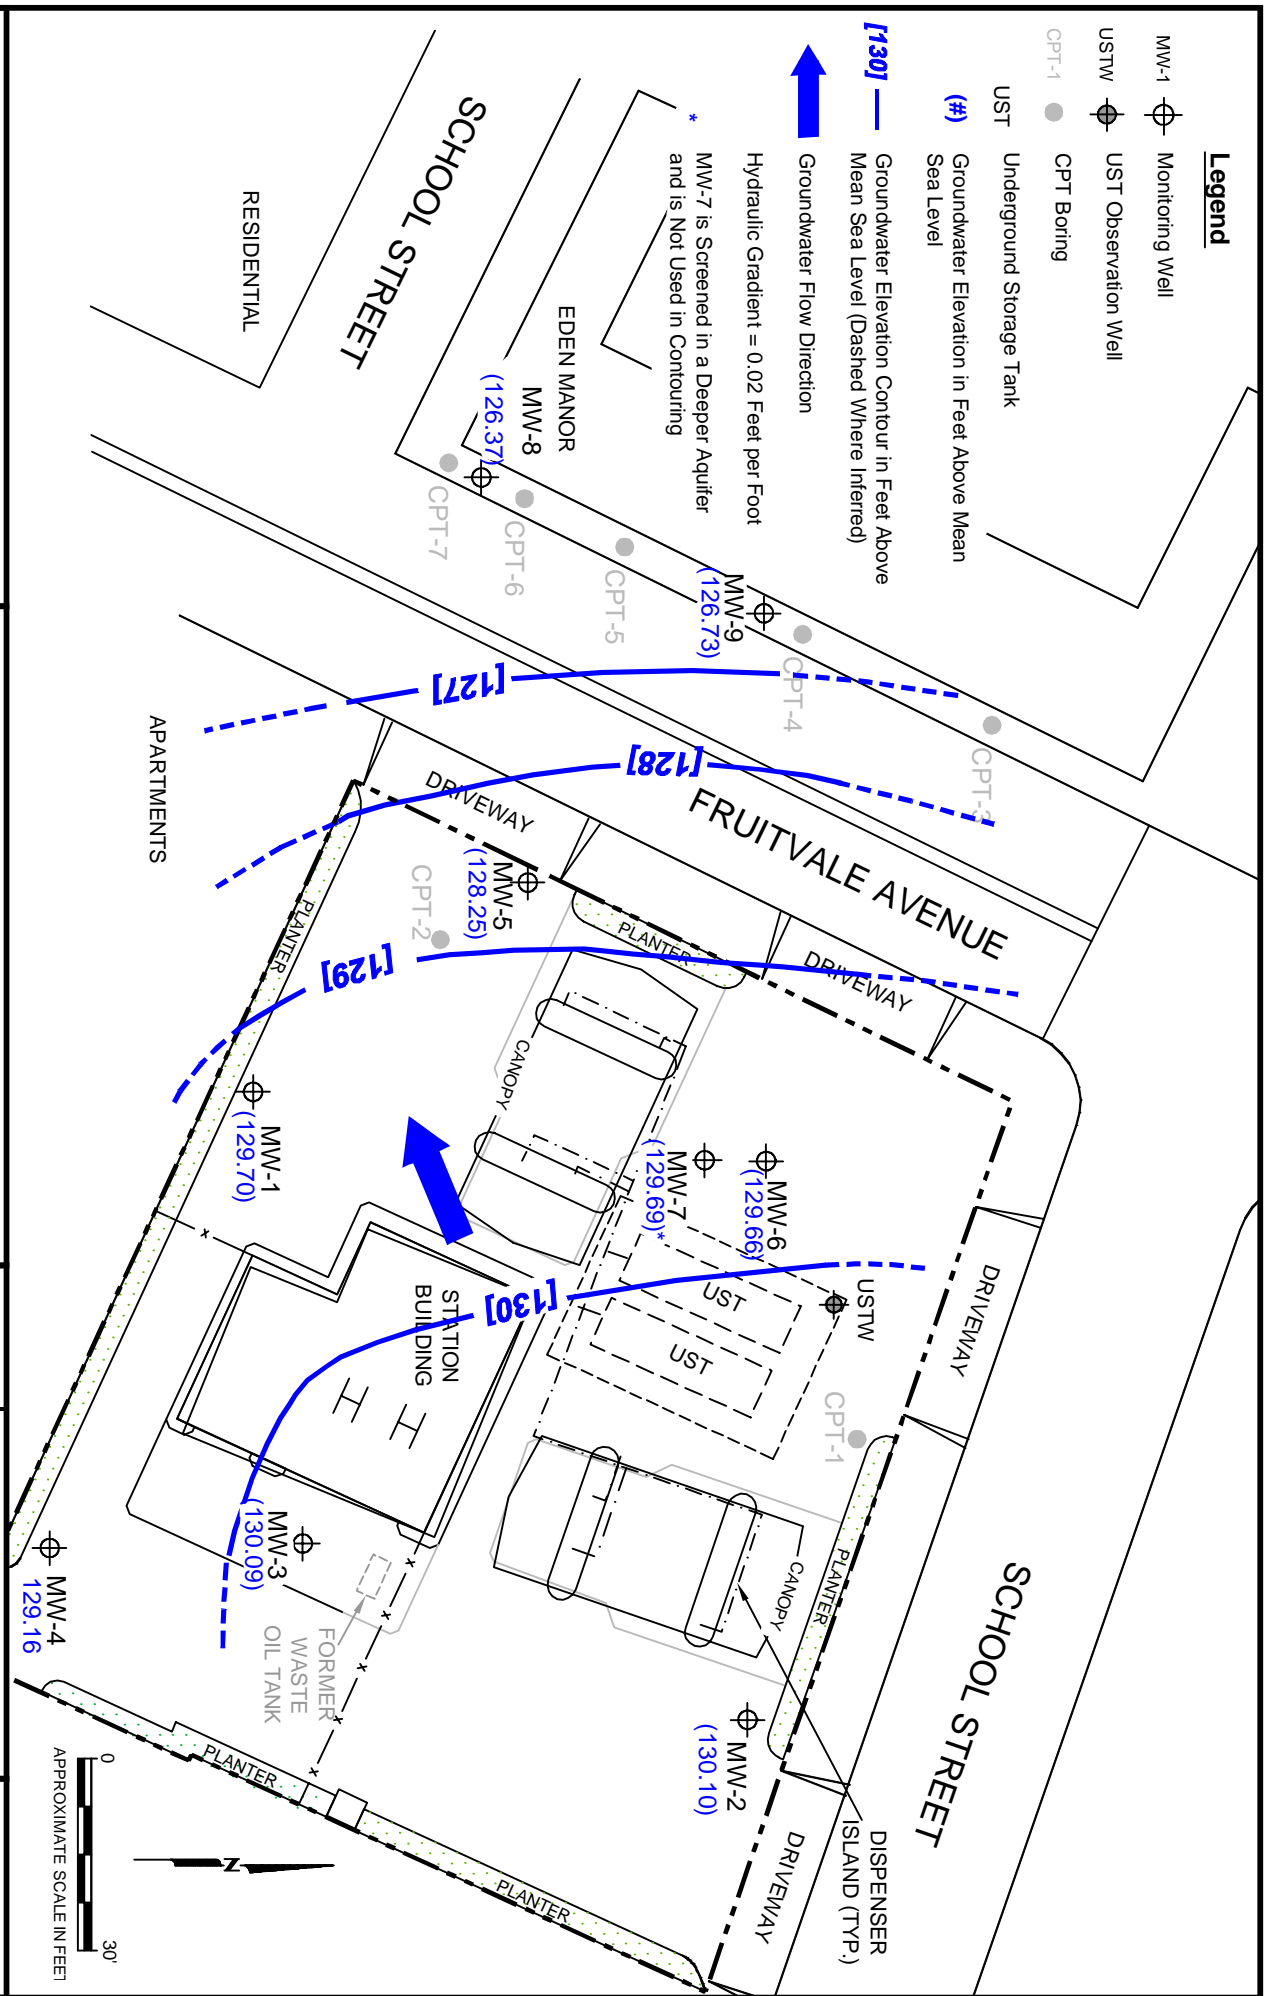 Legend
MW-1
Monitoring Well
USTW
UST Observation Well
CPT-1
CPT Boring
UST
Underground Storage Tank
(#)
Groundwater Elevation in Feet Above Mean
Sea Level
[130]
Groundwater Elevation Contour in Feet Above
Mean Sea Level (Dashed Where Inferred)
Groundwater Flow Direction
Hydraulic Gradient = 0.02 Feet per Foot
*
MW-7 is Screened in a Deeper Aquifer
and is Not Used in Contouring
SCHOOL STREET
RESIDENTIAL
EDEN MANOR
MW-8
(126.37)
CPT-7
CPT-6
CPT-5
MW-9
(126.73)
CPT-4
CPT-3
[127]
[128]
FRUITVALE AVENUE
APARTMENTS
DRIVEWAY
MW-5
(128.25)
CPT-2
PLANTER
PLANTER
DRIVEWAY
[129]
CANOPY
MW-1
(129.70)
MW-7
(129.69)*
MW-6
(129.66)
[130]
STATION
BUILDING
UST
UST
USTW
DRIVEWAY
CPT-1
MW-3
(130.09)
MW-4
129.16
FORMER
WASTE
OIL TANK
CANOPY
PLANTER
SCHOOL STREET
MW-2
(130.10)
DISPENSER
ISLAND (TYP.)
DRIVEWAY
PLANTER
PLANTER
N
0
30'
APPROXIMATE SCALE IN FEET